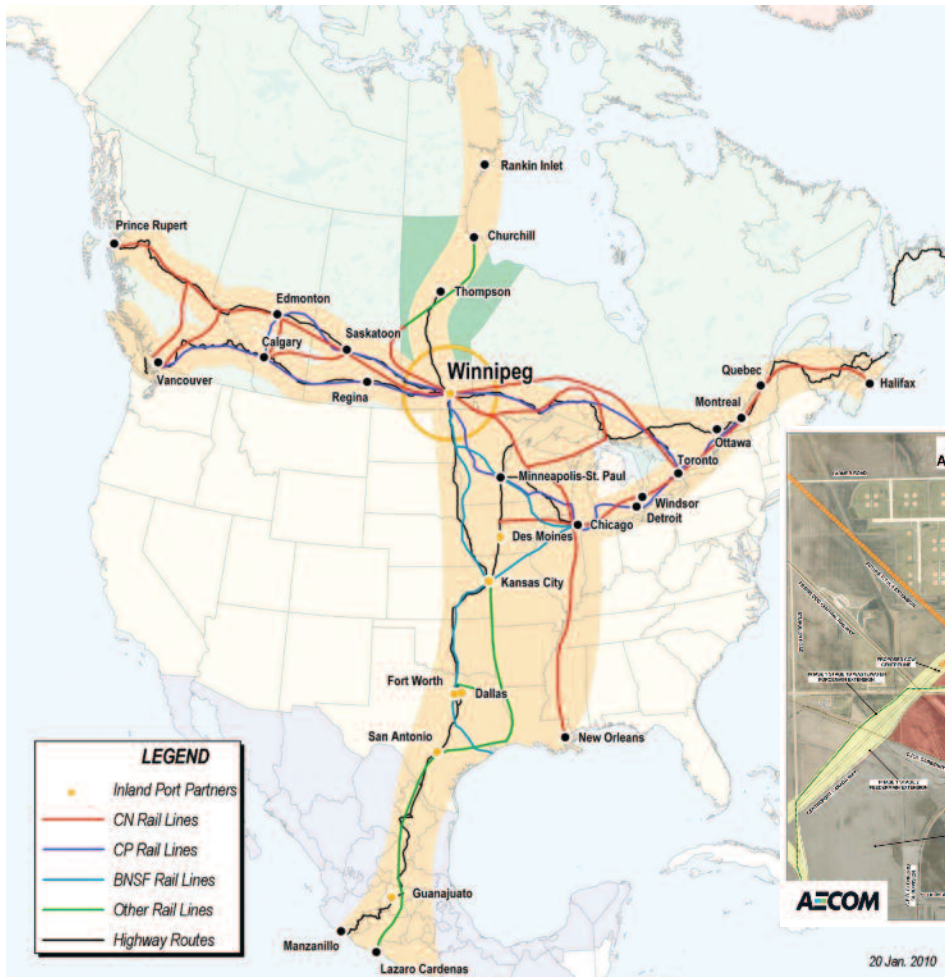 Rankin Inlet
Prince Rupert
Churchill
Thompson
Edmonton
Saskatoon
Calgary
Winnipeg
Quebec
Vancouver
Regina
Montreal
Halifax
Ottawa
Toronto
Minneapolis-St. Paul
Windsor
Detroit
Chicago
Des Moines
Kansas City
Fort Worth
Dallas
San Antonio
New Orleans
LEGEND
Inland Port Partners
CN Rail Lines
CP Rail Lines
BNSF Rail Lines
Other Rail Lines
Highway Routes
Guanajuato
Manzanillo
Lazaro Cardenas
A
AECOM
20 Jan. 2010